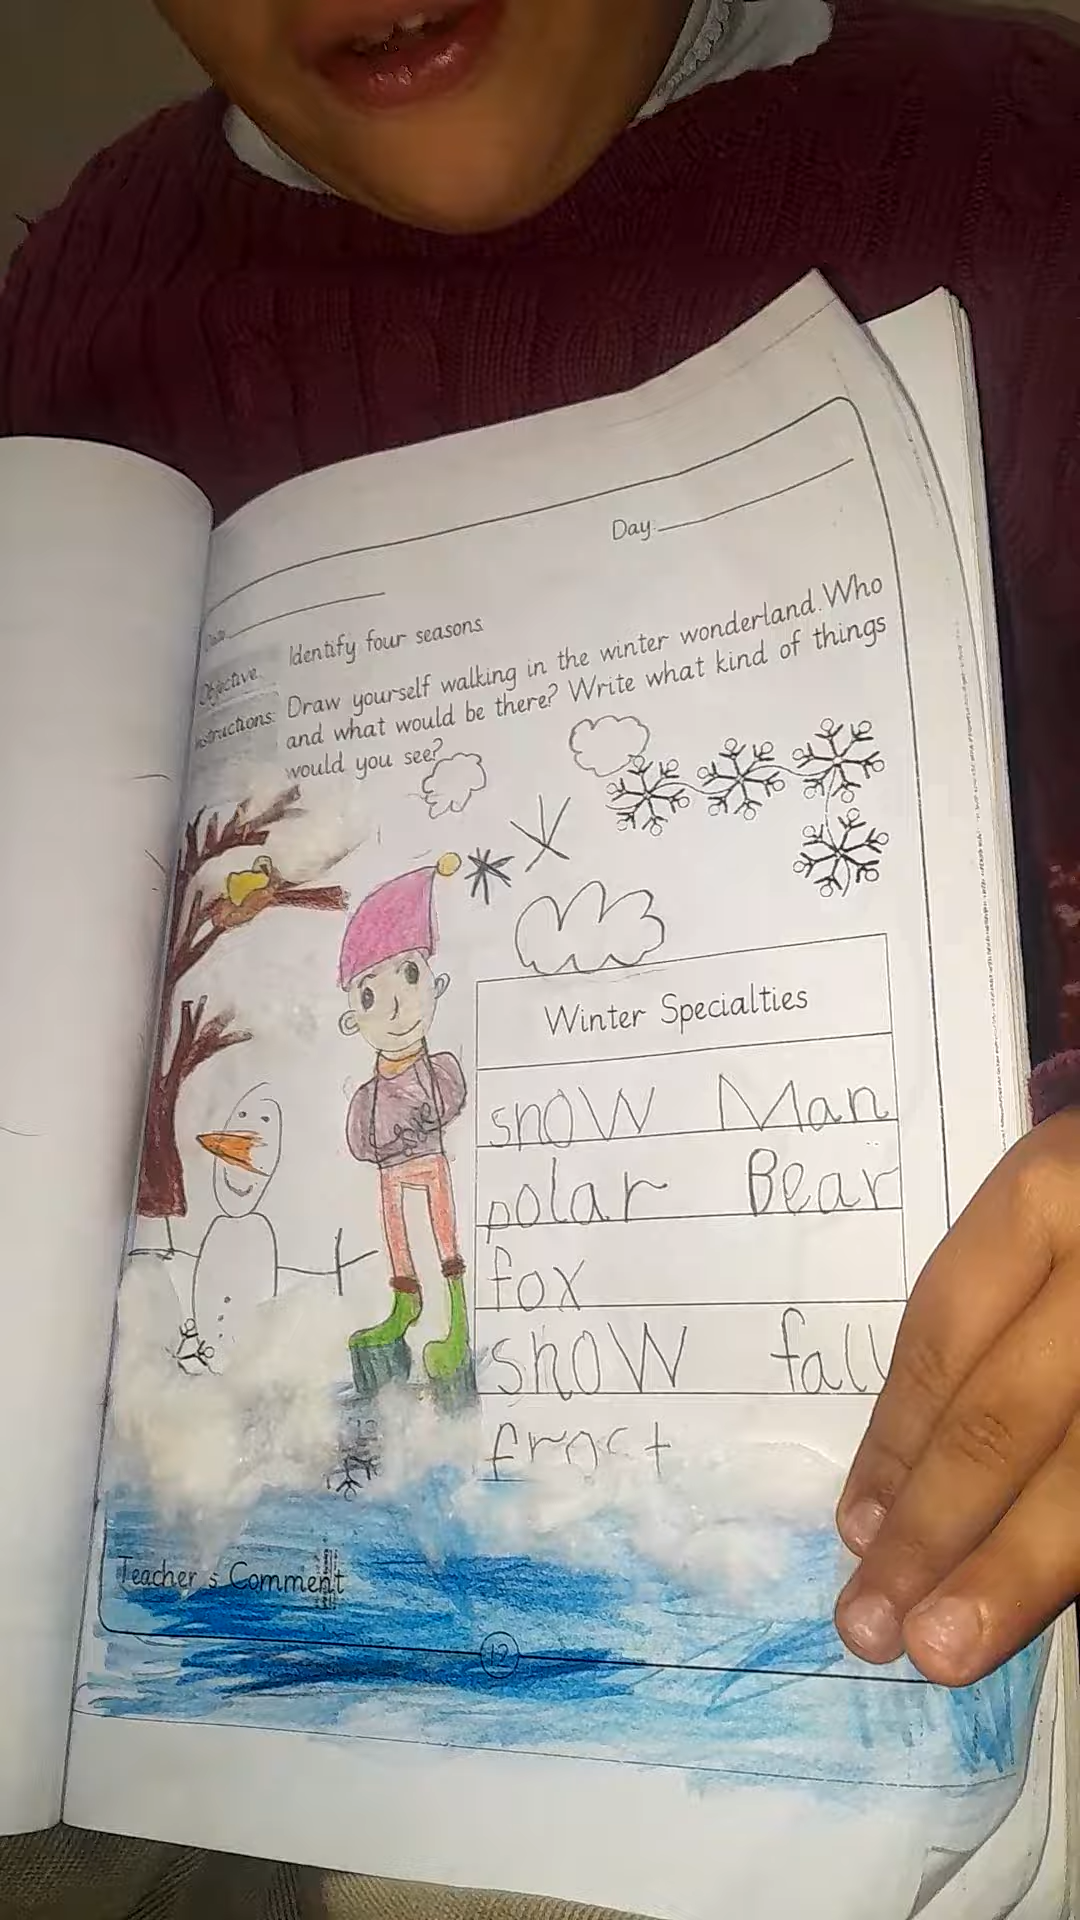 Day:
Date
Objective: Identify four seasons.
Instructions: Draw yourself walking in the winter wonderland. Who
and what would be there? Write what kind of things
would you see?
Winter Specialties
snow Man
polar Bear
fox
snow fall
frost
Teacher's Comment
12